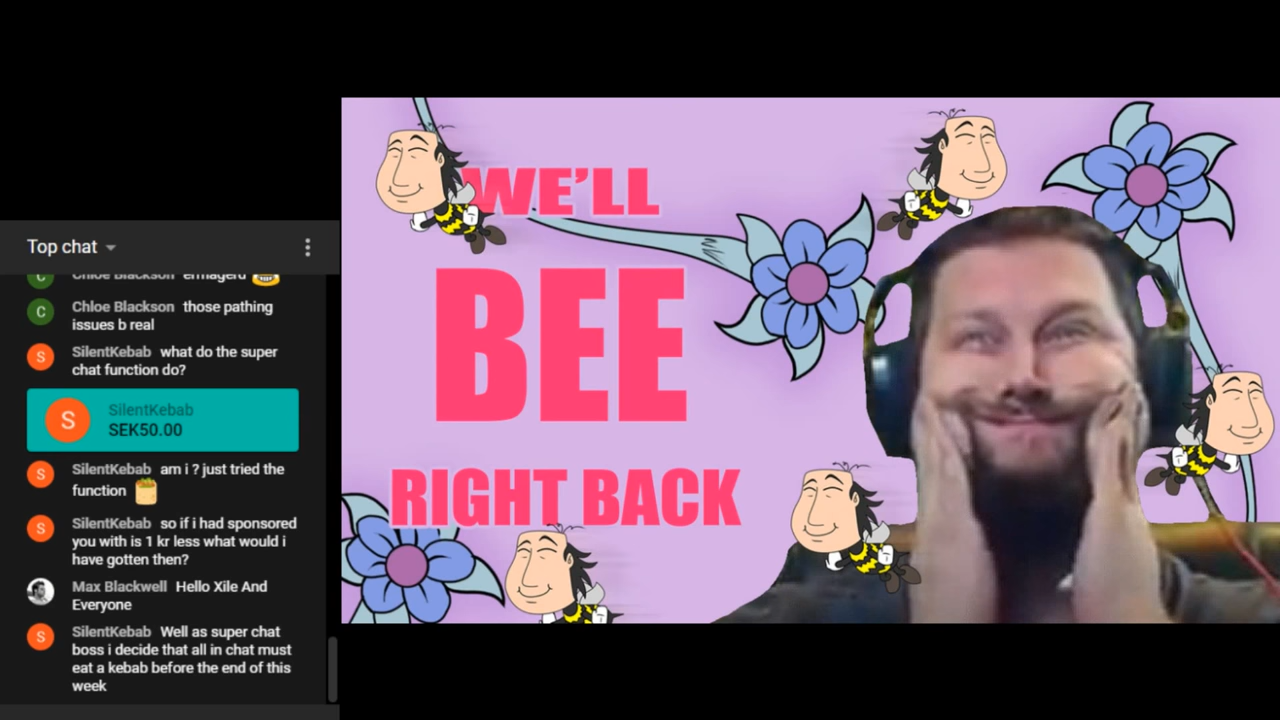 Top chat
C Chloe Blackson ermagerd
C Chloe Blackson those pathing
issues b real
S SilentKebab what do the super
chat function do?
S SilentKebab
SEK50.00
S SilentKebab am i ? just tried the
function
S SilentKebab so if i had sponsored
you with is 1 kr less what would i
have gotten then?
Max Blackwell Hello Xile And
Everyone
S SilentKebab Well as super chat
boss i decide that all in chat must
eat a kebab before the end of this
week
WE'LL
BEE
RIGHT BACK